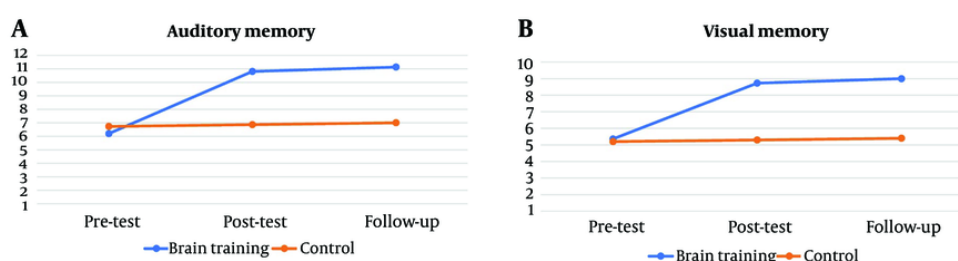 A
Auditory memory
12
11
10
9
8
7
6
5
4
3
2
1
Pre-test Post-test Follow-up
Brain training Control
B
Visual memory
10
9
8
7
6
5
4
3
2
1
Pre-test Post-test Follow-up
Brain training Control